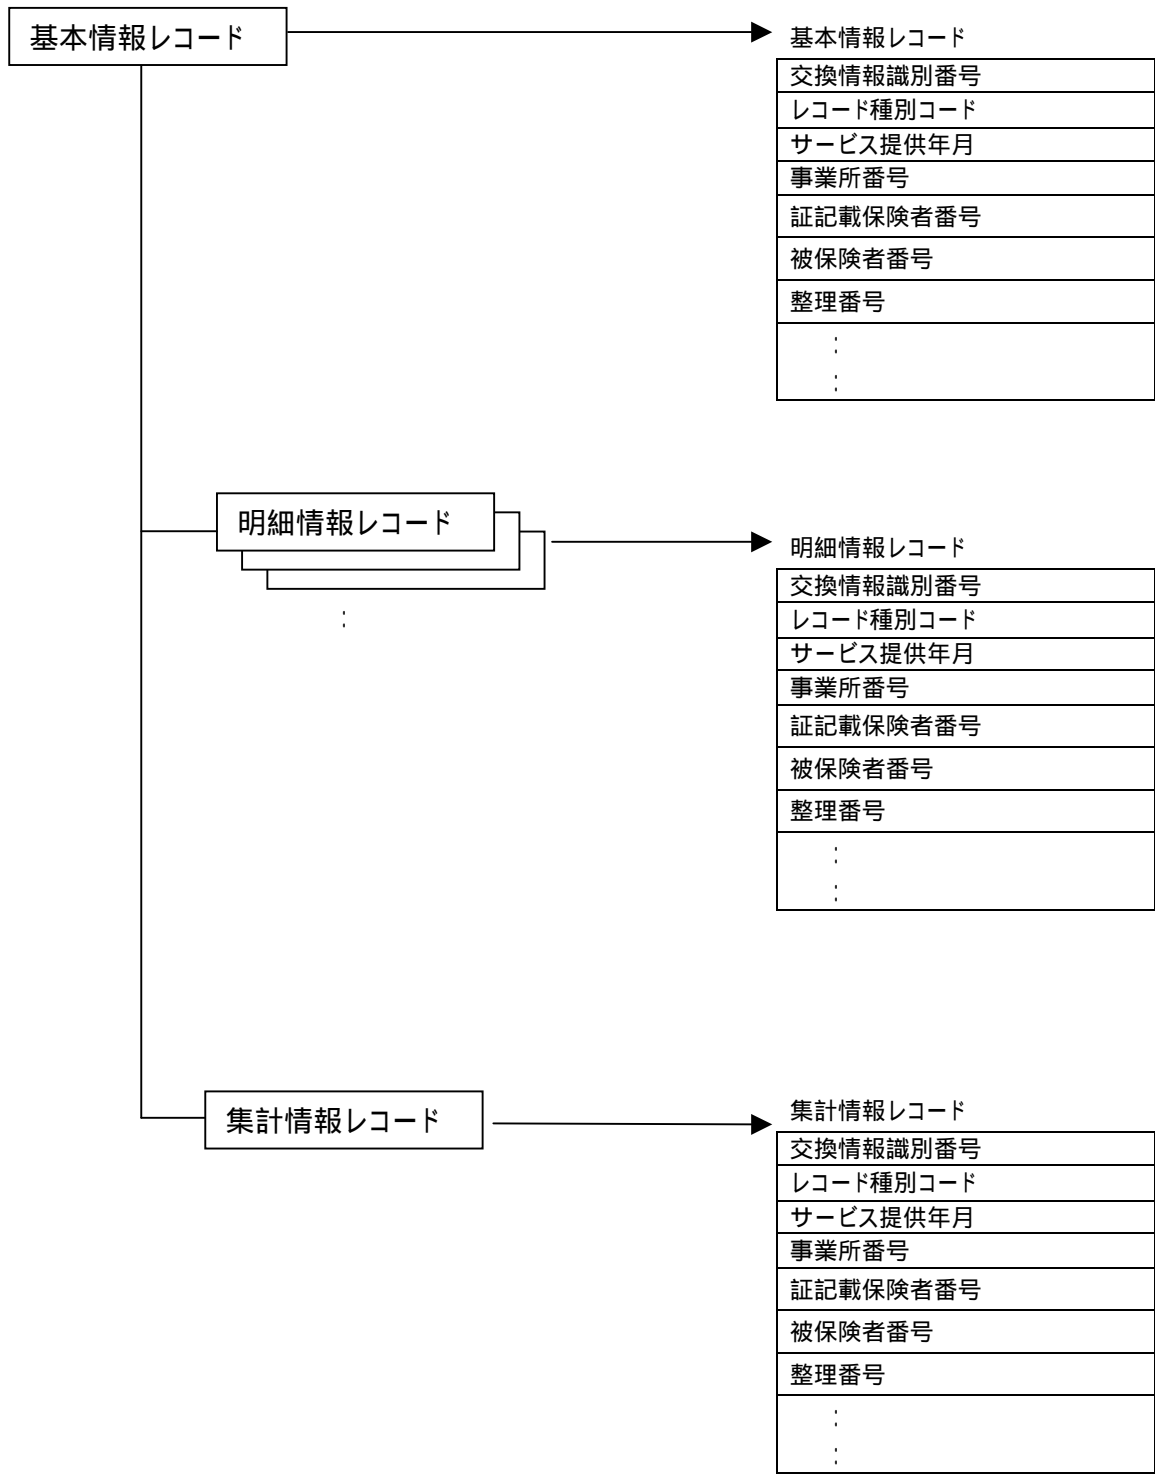 基本情報レコード
基本情報レコード
交換情報識別番号
レコード種別コード
サービス提供年月
事業所番号
証記載保険者番号
被保険者番号
整理番号
:
:
明細情報レコード
:
明細情報レコード
交換情報識別番号
レコード種別コード
サービス提供年月
事業所番号
証記載保険者番号
被保険者番号
整理番号
:
:
集計情報レコード
集計情報レコード
交換情報識別番号
レコード種別コード
サービス提供年月
事業所番号
証記載保険者番号
被保険者番号
整理番号
:
: